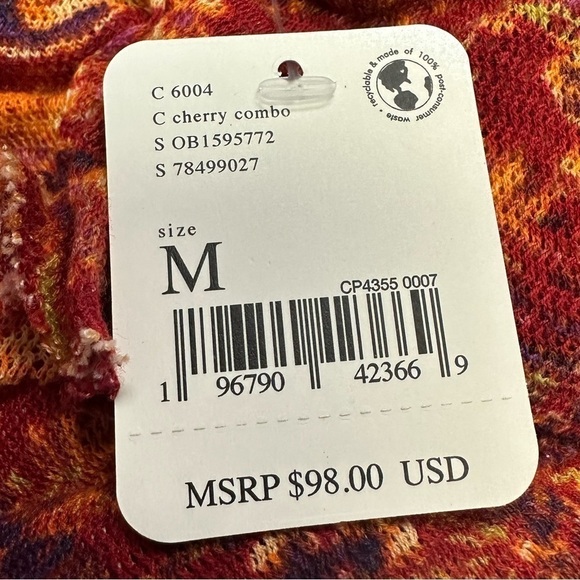 C 6004
C cherry combo
S OB1595772
S 78499027
recyclable & made of 100% post-consumer waste
size
M
CP4355 0007
1 96790 42366 9
MSRP $98.00 USD